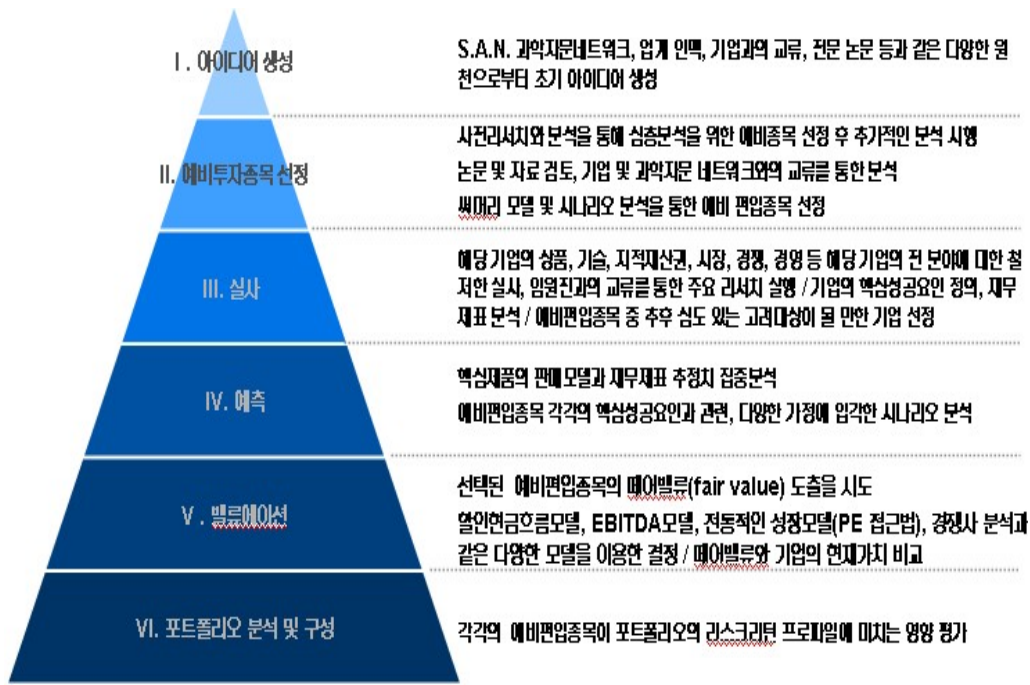 I. 아이디어 생성
S.A.N. 과학자문네트워크, 업계 인맥, 기업과의 교류, 전문 논문 등과 같은 다양한 원
천으로부터 초기 아이디어 생성
II. 예비투자종목 선정
사전리서치와 분석을 통해 심층분석을 위한 예비종목 선정 후 추가적인 분석 시행
논문 및 자료 검토, 기업 및 과학자문 네트워크와의 교류를 통한 분석
써머리 모델 및 시나리오 분석을 통한 예비 편입종목 선정
III. 실사
해당 기업의 상품, 기술, 지적재산권, 시장, 경쟁, 경영 등 해당 기업의 전 분야에 대한 철
저한 실사, 임원진과의 교류를 통한 주요 리서치 실행 / 기업의 핵심성공요인 정의, 재무
제표 분석 / 예비편입종목 중 추후 심도 있는 고려대상이 될 만한 기업 선정
IV. 예측
핵심제품의 판매모델과 재무제표 추정치 집중분석
예비편입종목 각각의 핵심성공요인과 관련, 다양한 가정에 입각한 시나리오 분석
V. 밸류에이션
선택된 예비편입종목의 페어밸류(fair value) 도출을 시도
할인현금흐름모델, EBITDA모델, 전통적인 성장모델(PE 접근법), 경쟁사 분석과
같은 다양한 모델을 이용한 결정 / 페어밸류와 기업의 현재가치 비교
VI. 포트폴리오 분석 및 구성
각각의 예비편입종목이 포트폴리오의 리스크리턴 프로파일에 미치는 영향 평가